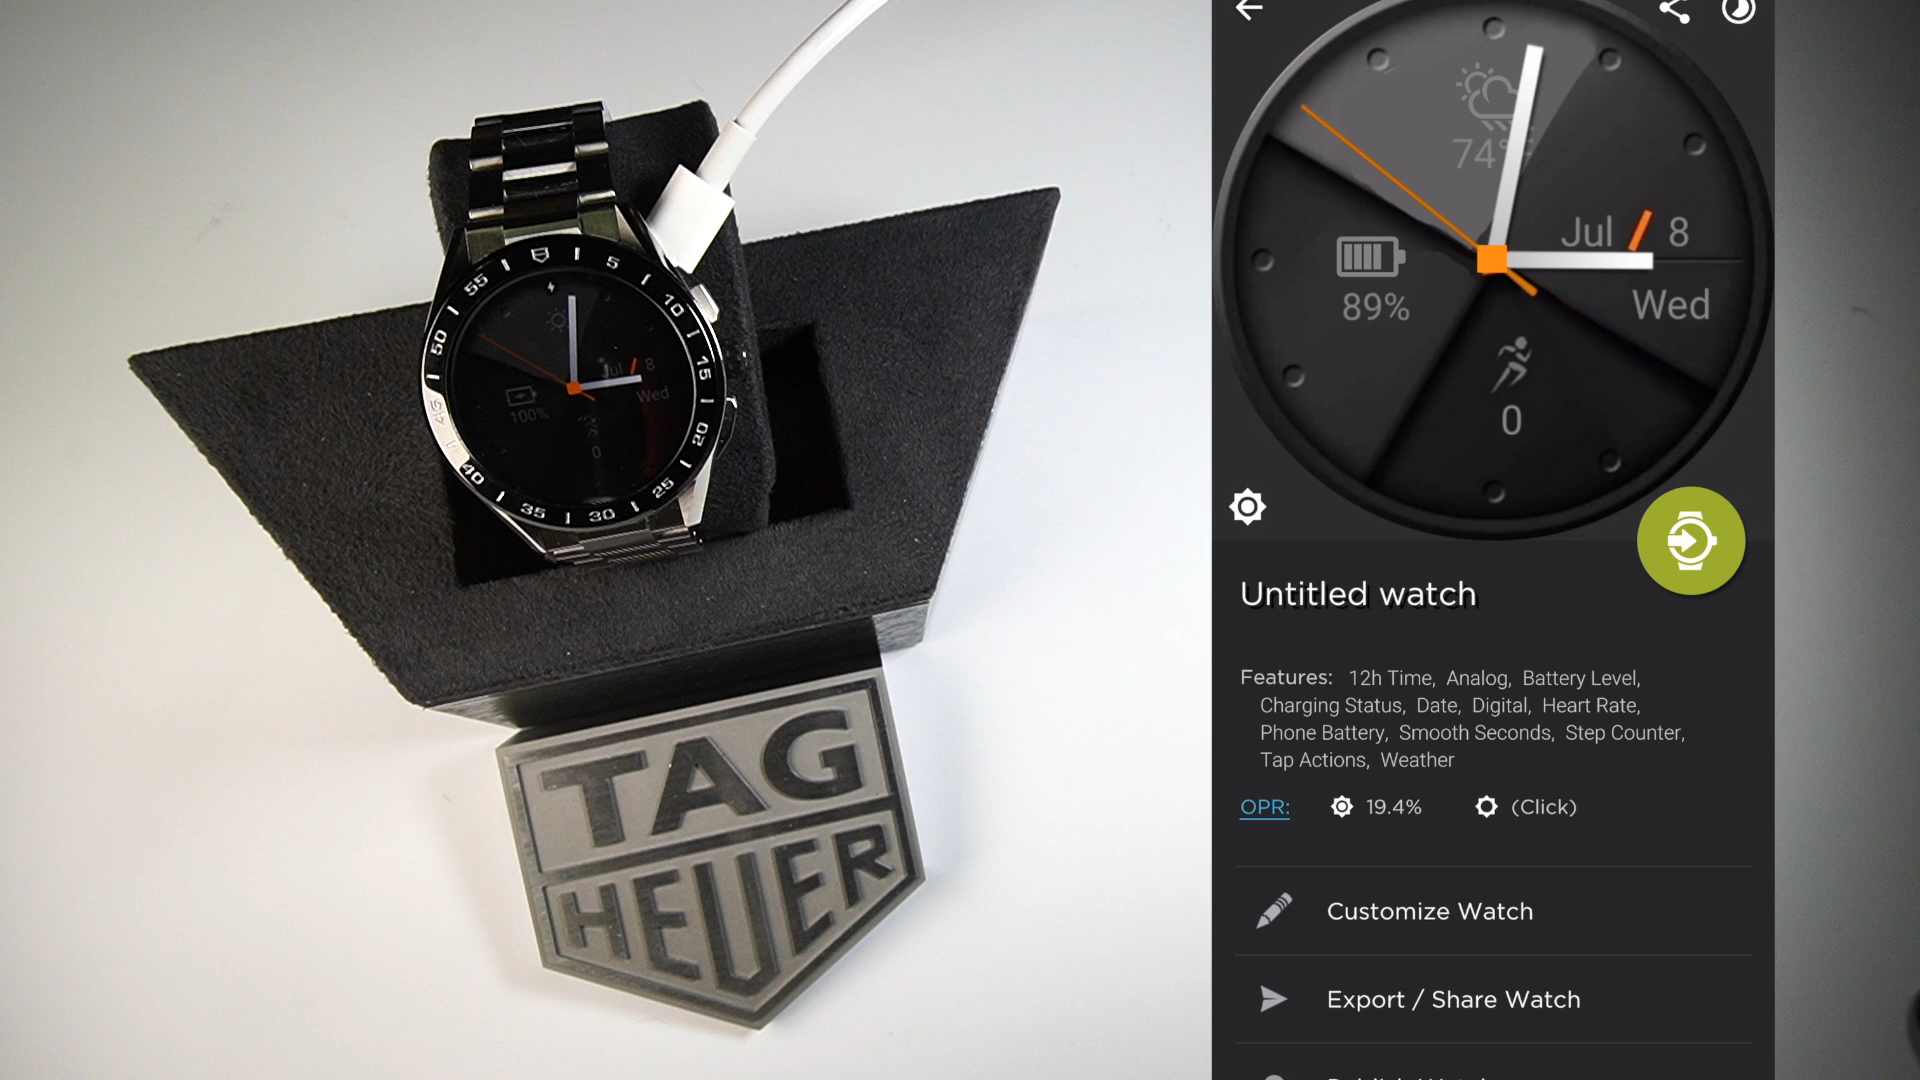 5
10
15
20
25
30
35
40
45
50
55
Jul / 8
Wed
100%
0
TAG
HEUER
74°
Jul / 8
89%
Wed
0
Untitled watch
Features: 12h Time, Analog, Battery Level,
Charging Status, Date, Digital, Heart Rate,
Phone Battery, Smooth Seconds, Step Counter,
Tap Actions, Weather
OPR: 19.4% (Click)
Customize Watch
Export / Share Watch